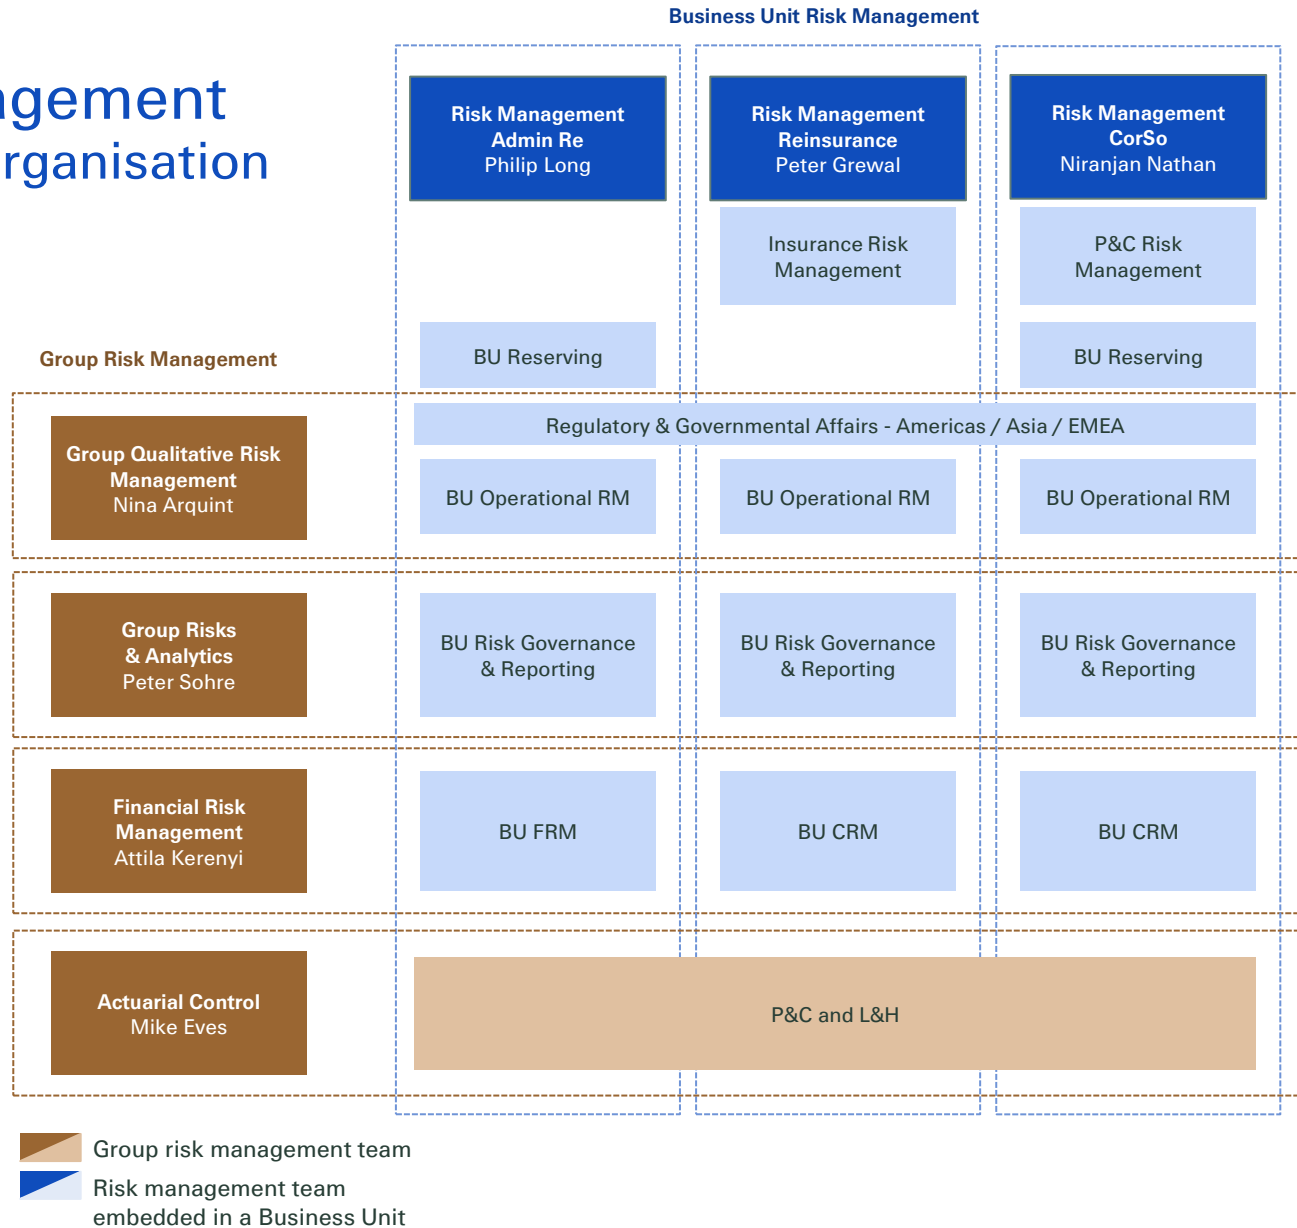 Business Unit Risk Management
agement
rganisation
Risk Management
Admin Re
Philip Long
Risk Management
Reinsurance
Peter Grewal
Risk Management
CorSo
Niranjan Nathan
Insurance Risk
Management
P&C Risk
Management
Group Risk Management
BU Reserving
BU Reserving
Regulatory & Governmental Affairs - Americas / Asia / EMEA
Group Qualitative Risk
Management
Nina Arquint
BU Operational RM
BU Operational RM
BU Operational RM
Group Risks
& Analytics
Peter Sohre
BU Risk Governance
& Reporting
BU Risk Governance
& Reporting
BU Risk Governance
& Reporting
Financial Risk
Management
Attila Kerenyi
BU FRM
BU CRM
BU CRM
Actuarial Control
Mike Eves
P&C and L&H
Group risk management team
Risk management team
embedded in a Business Unit